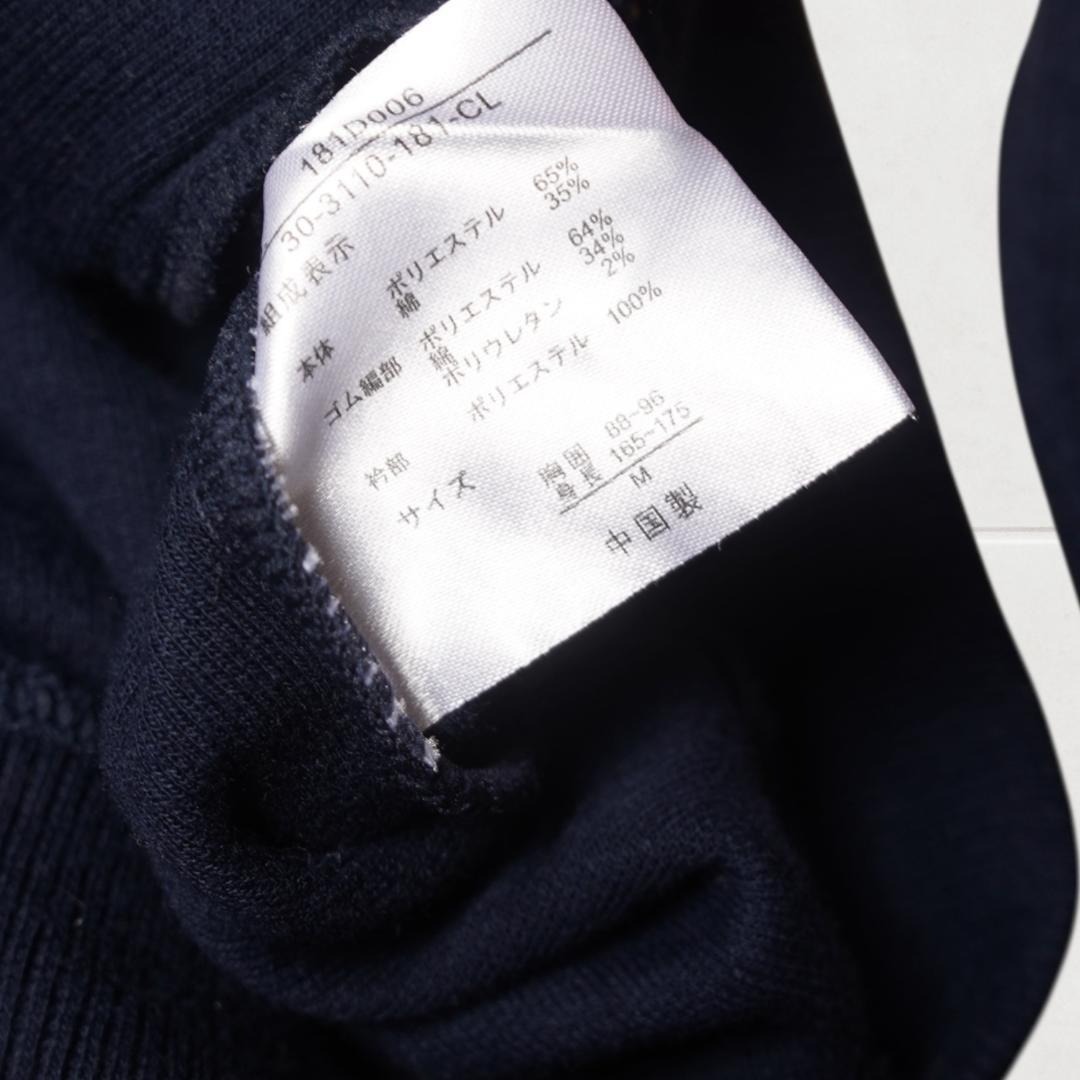 181D006
30-3110-181-CL
組成表示
本体 ポリエステル 65%
綿 35%
ゴム編部 ポリエステル 64%
綿 34%
ポリウレタン 2%
衿部 ポリエステル 100%
サイズ 胸囲 88~96
身長 165~175
M
中国製